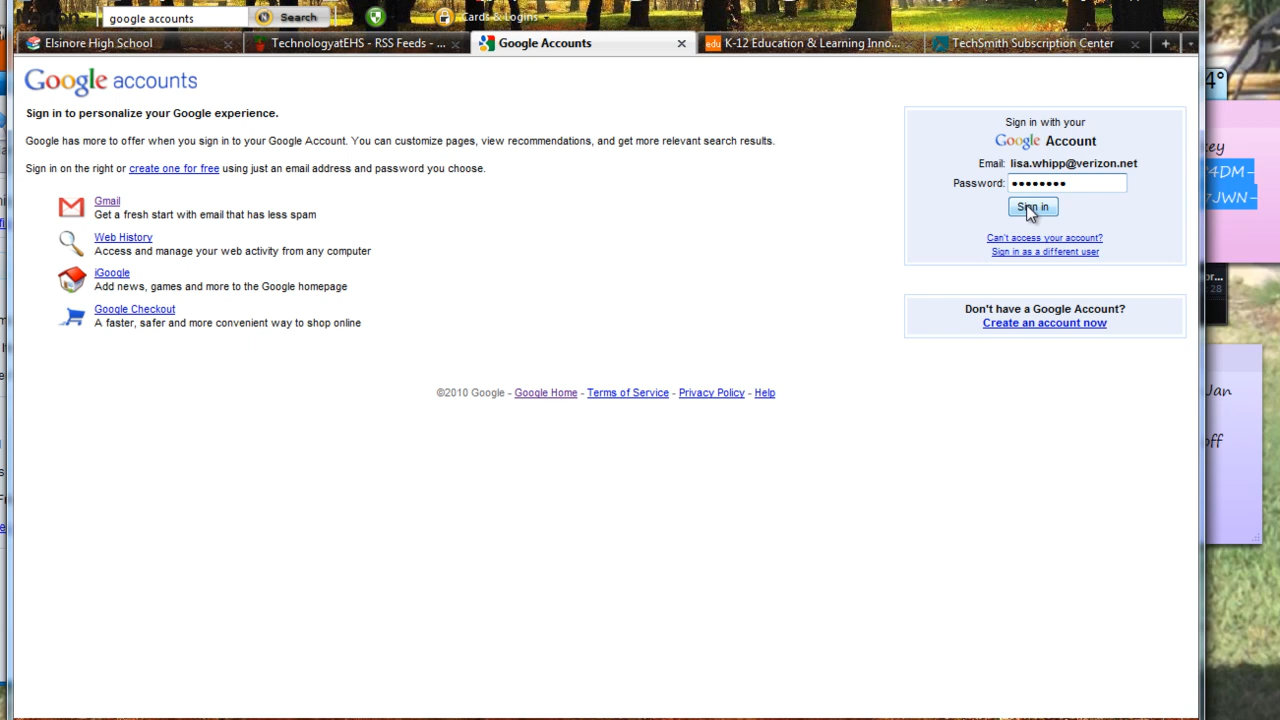 google accounts Search Cards & Logins
Elsinore High School TechnologyatEHS - RSS Feeds - ... Google Accounts edu K-12 Education & Learning Inno... TechSmith Subscription Center
4°
Google accounts
Sign in to personalize your Google experience.
Google has more to offer when you sign in to your Google Account. You can customize pages, view recommendations, and get more relevant search results.
Sign in on the right or create one for free using just an email address and password you choose.
Gmail
Get a fresh start with email that has less spam
Web History
Access and manage your web activity from any computer
iGoogle
Add news, games and more to the Google homepage
Google Checkout
A faster, safer and more convenient way to shop online
Sign in with your
Google Account
Email: lisa.whipp@verizon.net
Password: ••••••••
Sign in
Can't access your account?
Sign in as a different user
Don't have a Google Account?
Create an account now
©2010 Google - Google Home - Terms of Service - Privacy Policy - Help
4DM-
JWN-
Jan
off